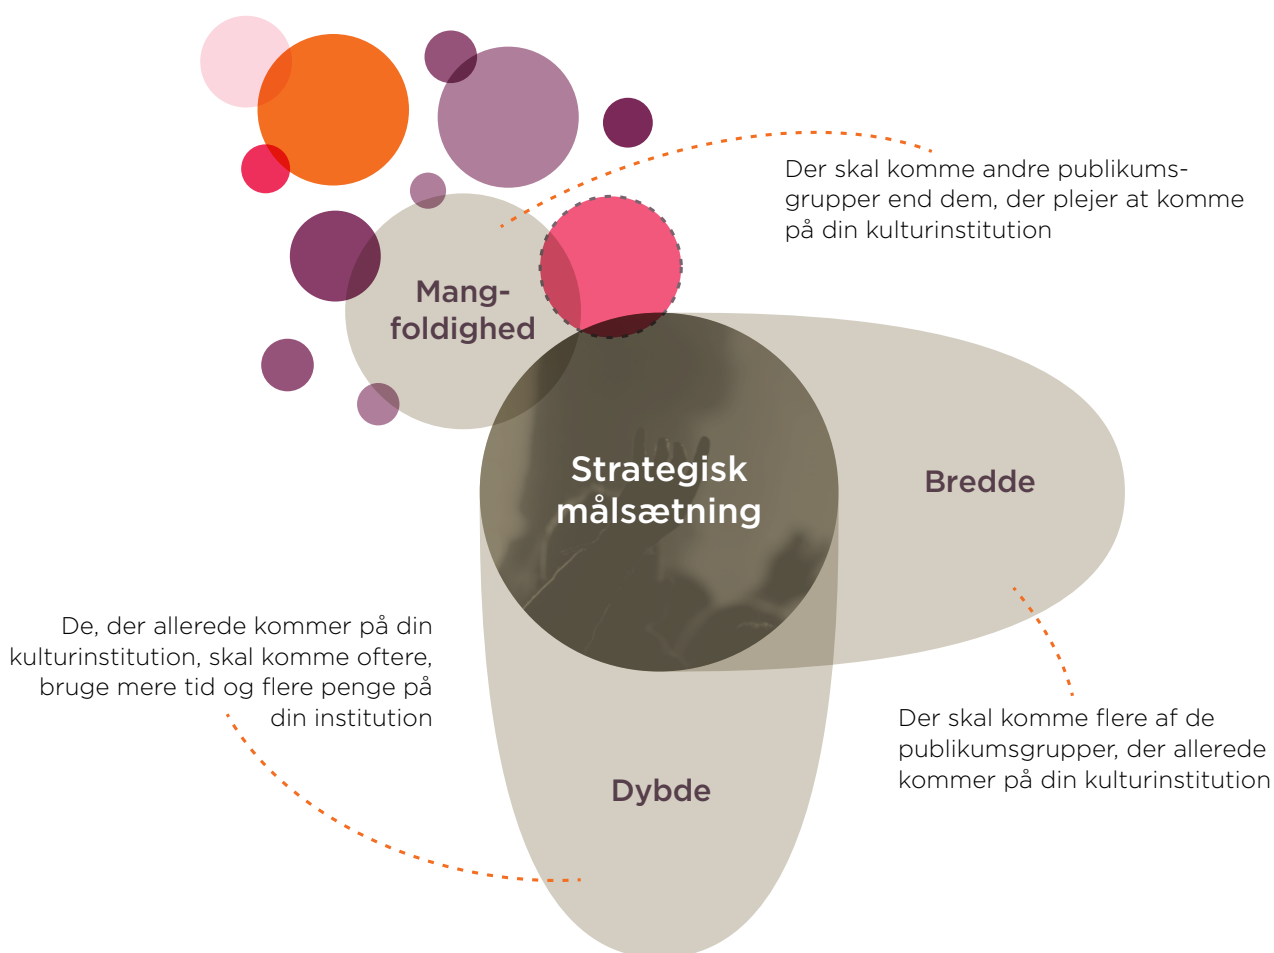 Der skal komme andre publikums-
grupper end dem, der plejer at komme
på din kulturinstitution
Mang-
foldighed
Strategisk
målsætning
Bredde
De, der allerede kommer på din
kulturinstitution, skal komme oftere,
bruge mere tid og flere penge på
din institution
Der skal komme flere af de
publikumsgrupper, der allerede
kommer på din kulturinstitution
Dybde